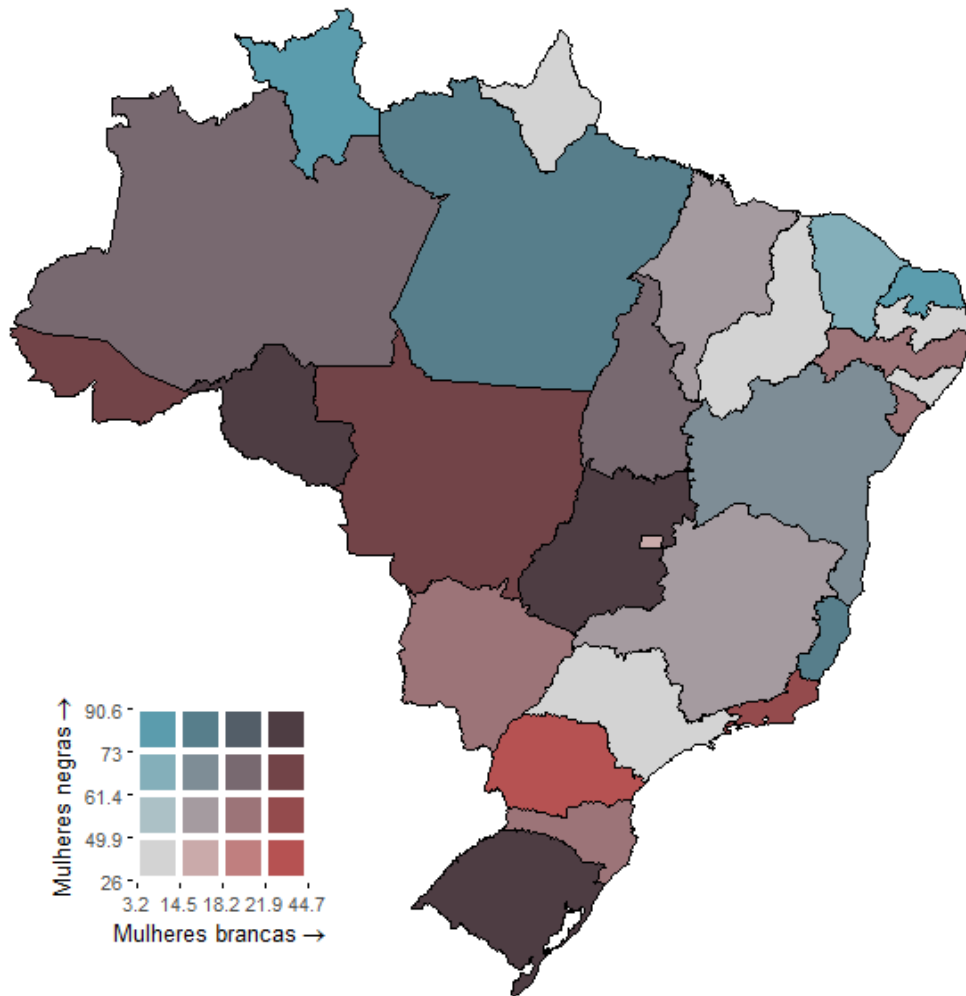 Mulheres negras →
90.6
73
61.4
49.9
26
3.2 14.5 18.2 21.9 44.7
Mulheres brancas →